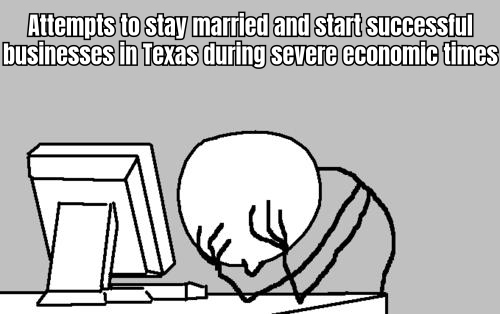 Attempts to stay married and start successful
businesses in Texas during severe economic times